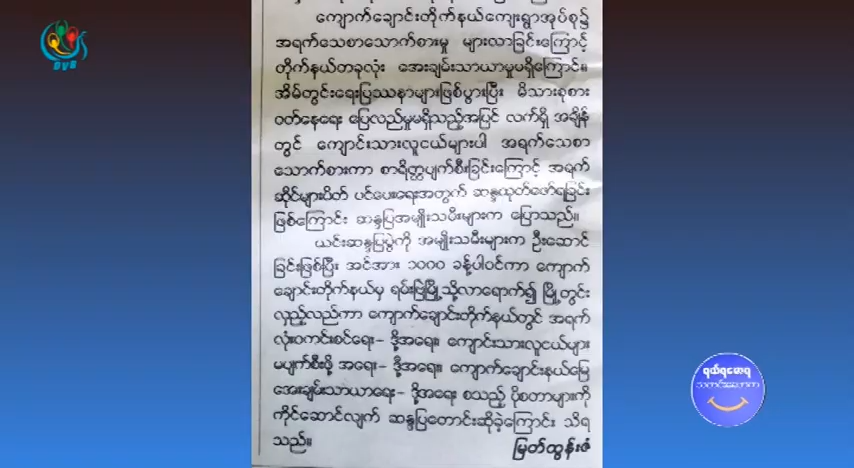 ကျောက်ချောင်းတိုက်နယ်ကျေးရွာအုပ်စု၌
အရက်သေစာသောက်စားမှု များလာခြင်းကြောင့်
တိုက်နယ်တခုလုံး အေးချမ်းသာယာမှုမရှိကြောင်း။
အိမ်တွင်းရေးပြဿနာများဖြစ်ပွားပြီး မိသားစုစား
ဝတ်နေရေး ပြေလည်မှုမရှိသည့်အပြင် လက်ရှိ အချိန်
တွင် ကျောင်းသားလူငယ်များပါ အရက်သေစာ
သောက်စားကာ စာရိတ္တပျက်စီးခြင်းကြောင့် အရက်
ဆိုင်များပိတ် ပင်ပေးရေးအတွက် ဆန္ဒထုတ်ဖော်ရခြင်း
ဖြစ်ကြောင်း ဆန္ဒပြအမျိုးသမီးများက ပြောသည်။
ယင်းဆန္ဒပြပွဲကို အမျိုးသမီးများက ဦးဆောင်
ခြင်းဖြစ်ပြီး အင်အား ၁၀၀၀ ခန့်ပါဝင်ကာ ကျောက်
ချောင်းတိုက်နယ်မှ ရမ်းဗြဲမြို့သို့လာရောက်၍ မြို့တွင်း
လှည့်လည်ကာ ကျောက်ချောင်းတိုက်နယ်တွင် အရက်
လုံးဝကင်းစင်ရေး- ဒို့အရေး၊ ကျောင်းသားလူငယ်များ
မပျက်စီးဖို့ အရေး- ဒို့အရေး၊ ကျောက်ချောင်းနယ်မြေ
အေးချမ်းသာယာရေး- ဒို့အရေး စသည့် ပိုစတာများကို
ကိုင်ဆောင်လျက် ဆန္ဒပြတောင်းဆိုခဲ့ကြောင်း သိရ
သည်။
မြတ်ထွန်းဇံ
DVB
ရယ်ရမောရ
သတင်းဆောက